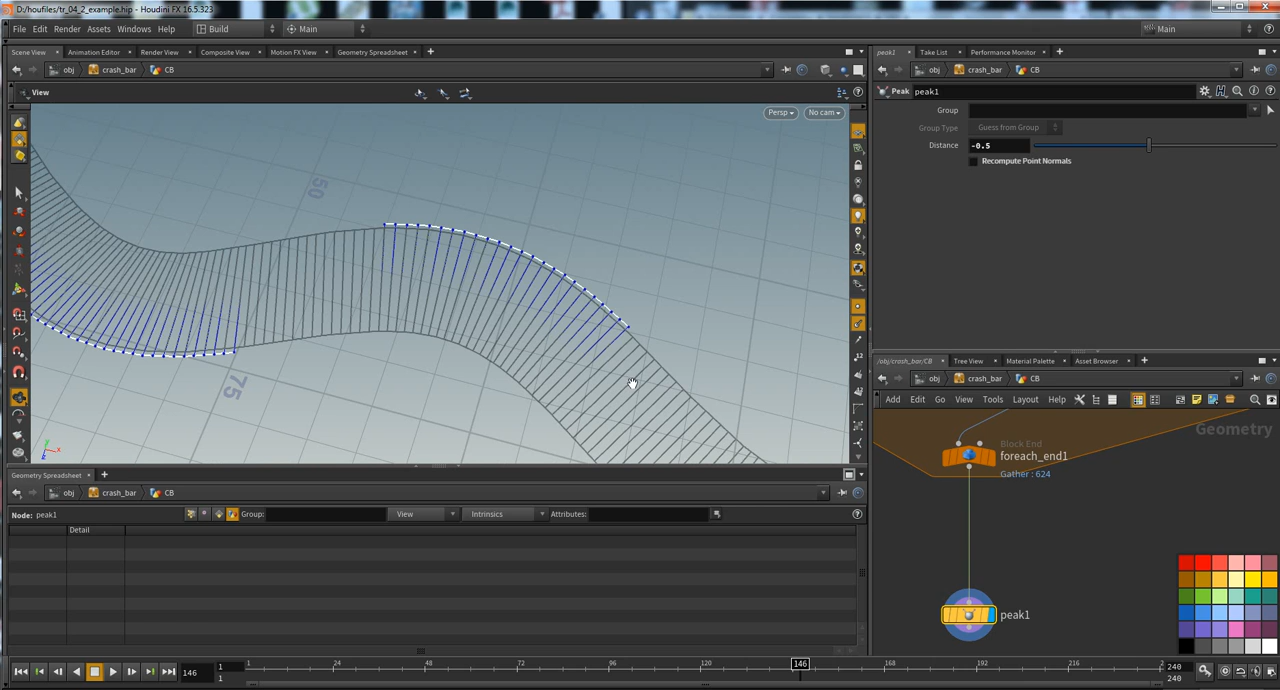 D:/houfiles/tr_04_2_example.hip - Houdini FX 16.5.323
File Edit Render Assets Windows Help Build Main Main
Scene View Animation Editor Render View Composite View Motion FX View Geometry Spreadsheet
obj crash_bar CB
View
Persp No cam
50
75
y
x
z
Geometry Spreadsheet
obj crash_bar CB
Node: peak1 Group: View Intrinsics Attributes:
Detail
peak1 Take List Performance Monitor
obj crash_bar CB
Peak peak1
Group
Group Type Guess from Group
Distance -0.5
Recompute Point Normals
/obj/crash_bar/CB Tree View Material Palette Asset Browser
obj crash_bar CB
Add Edit Go View Tools Layout Help
Geometry
Block End
foreach_end1
Gather : 624
peak1
146 1 1 24 48 72 96 120 146 168 192 216 2 240
1 240